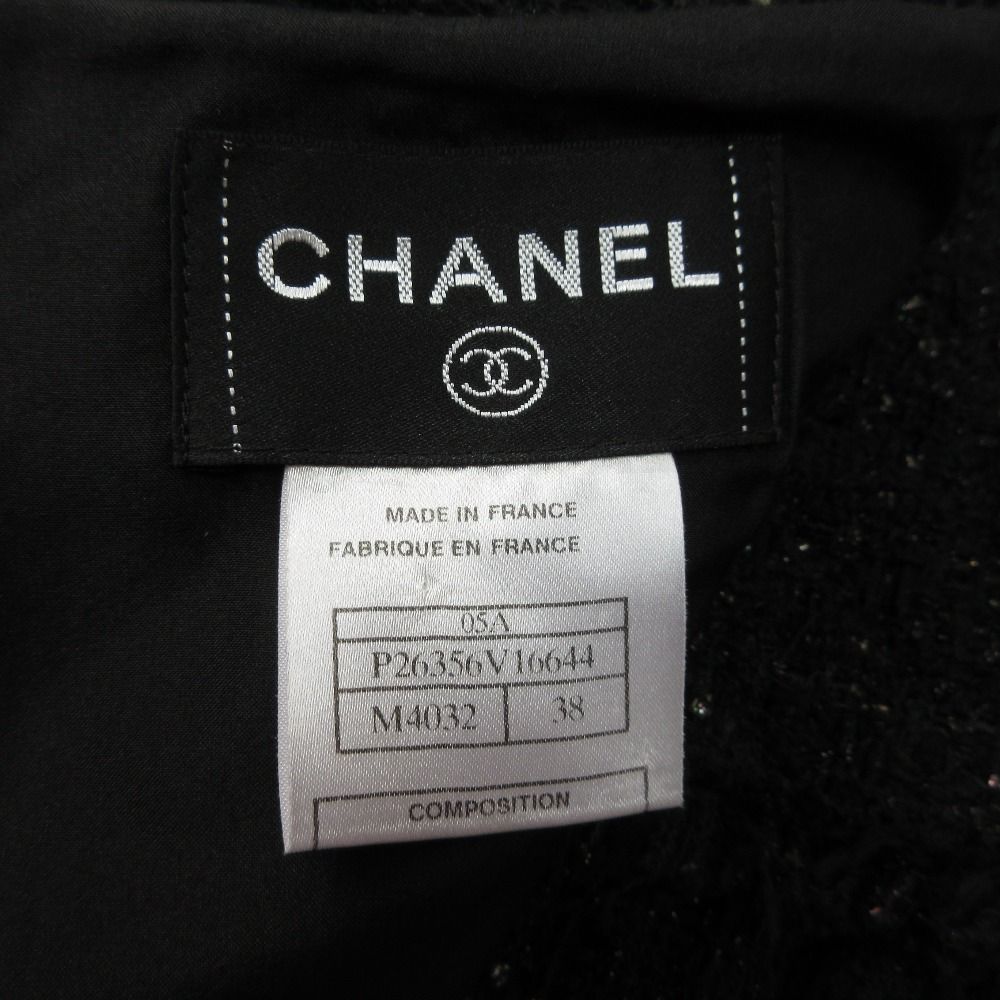 CHANEL
MADE IN FRANCE
FABRIQUE EN FRANCE
05A
P26356V16644
M4032 38
COMPOSITION